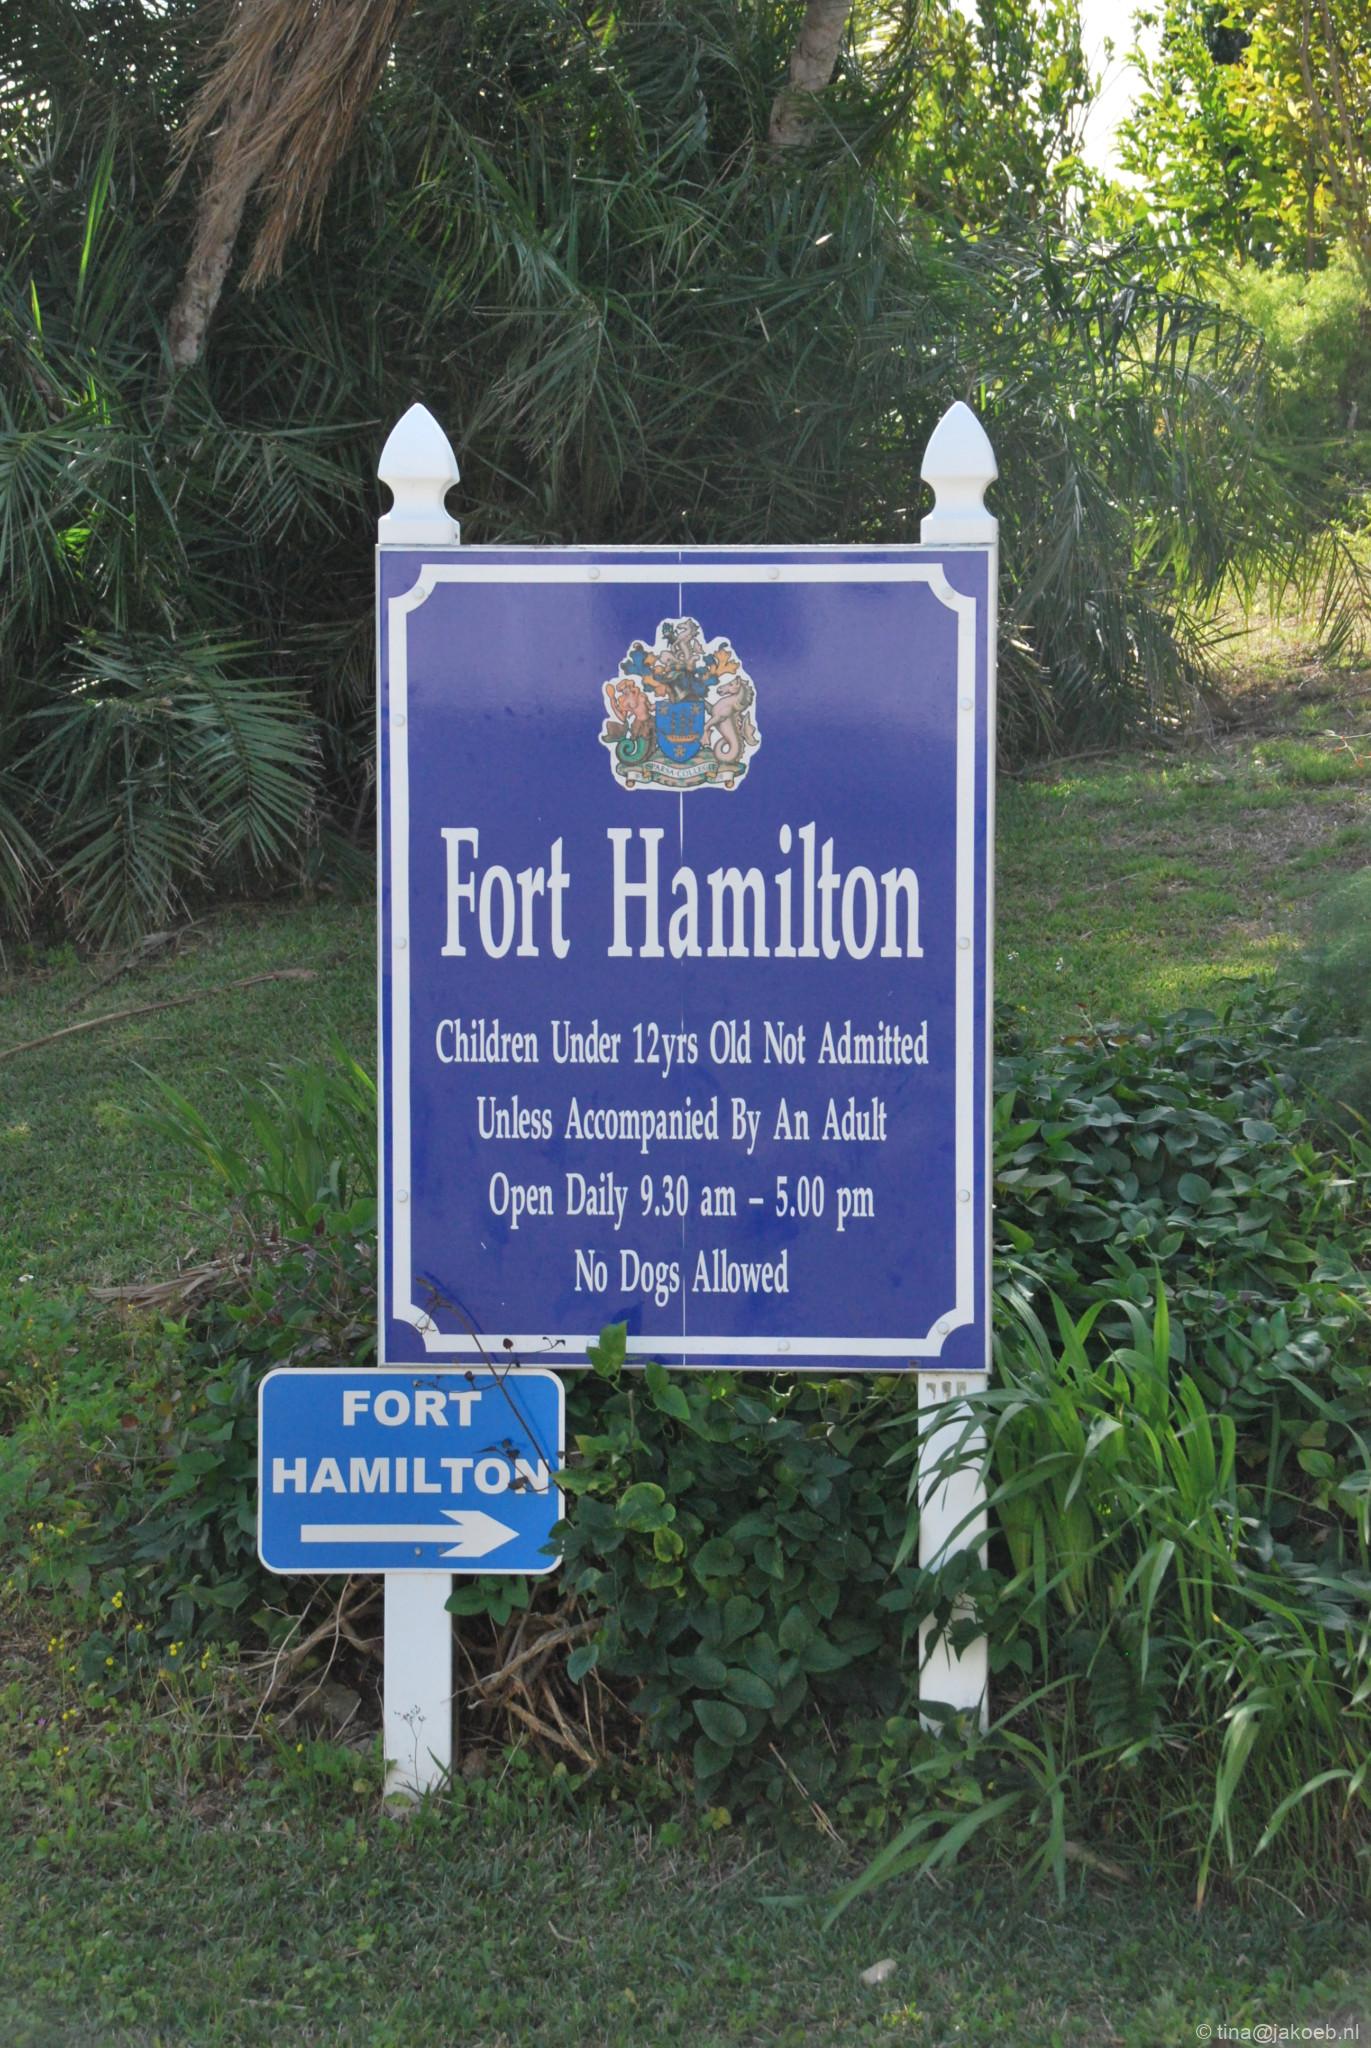 Fort Hamilton
Children Under 12yrs Old Not Admitted
Unless Accompanied By An Adult
Open Daily 9.30 am – 5.00 pm
No Dogs Allowed
FORT
HAMILTON
© tina@jakoeb.nl